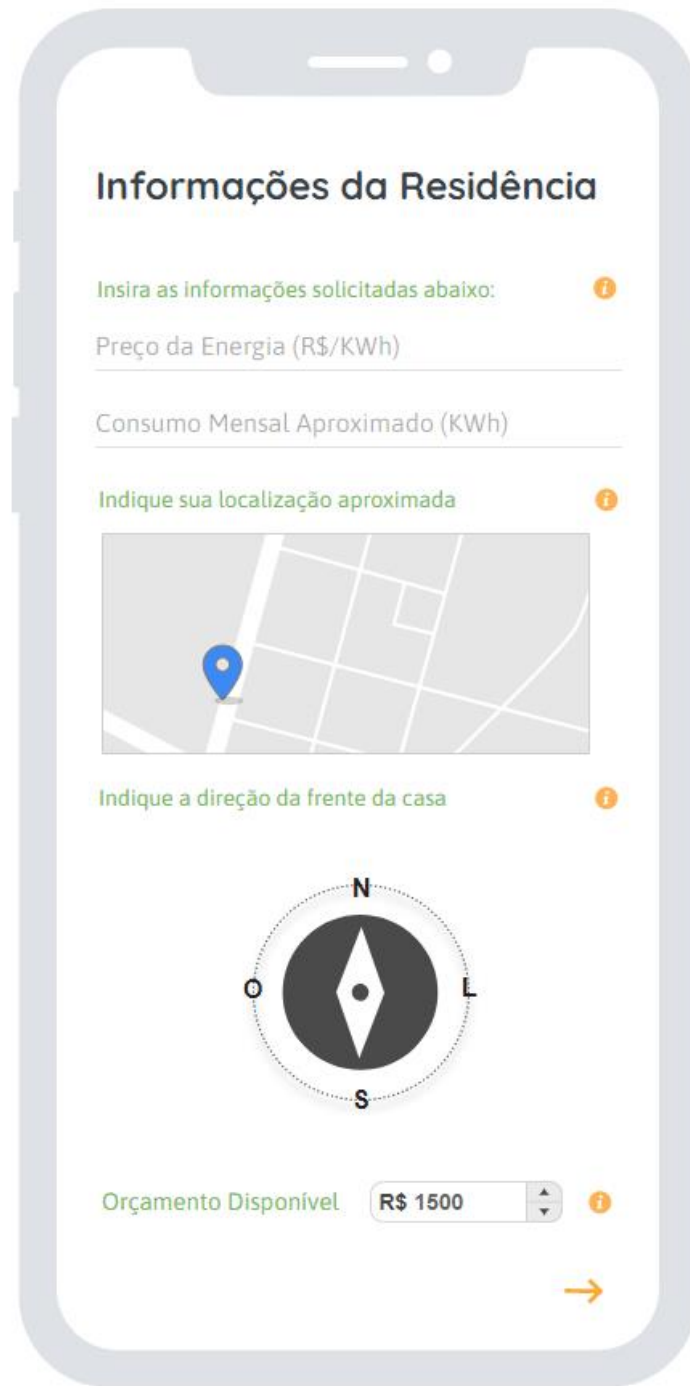 Informações da Residência
Insira as informações solicitadas abaixo:
Preço da Energia (R$/KWh)
Consumo Mensal Aproximado (KWh)
Indique sua localização aproximada
Indique a direção da frente da casa
N
O L
S
Orçamento Disponível R$ 1500